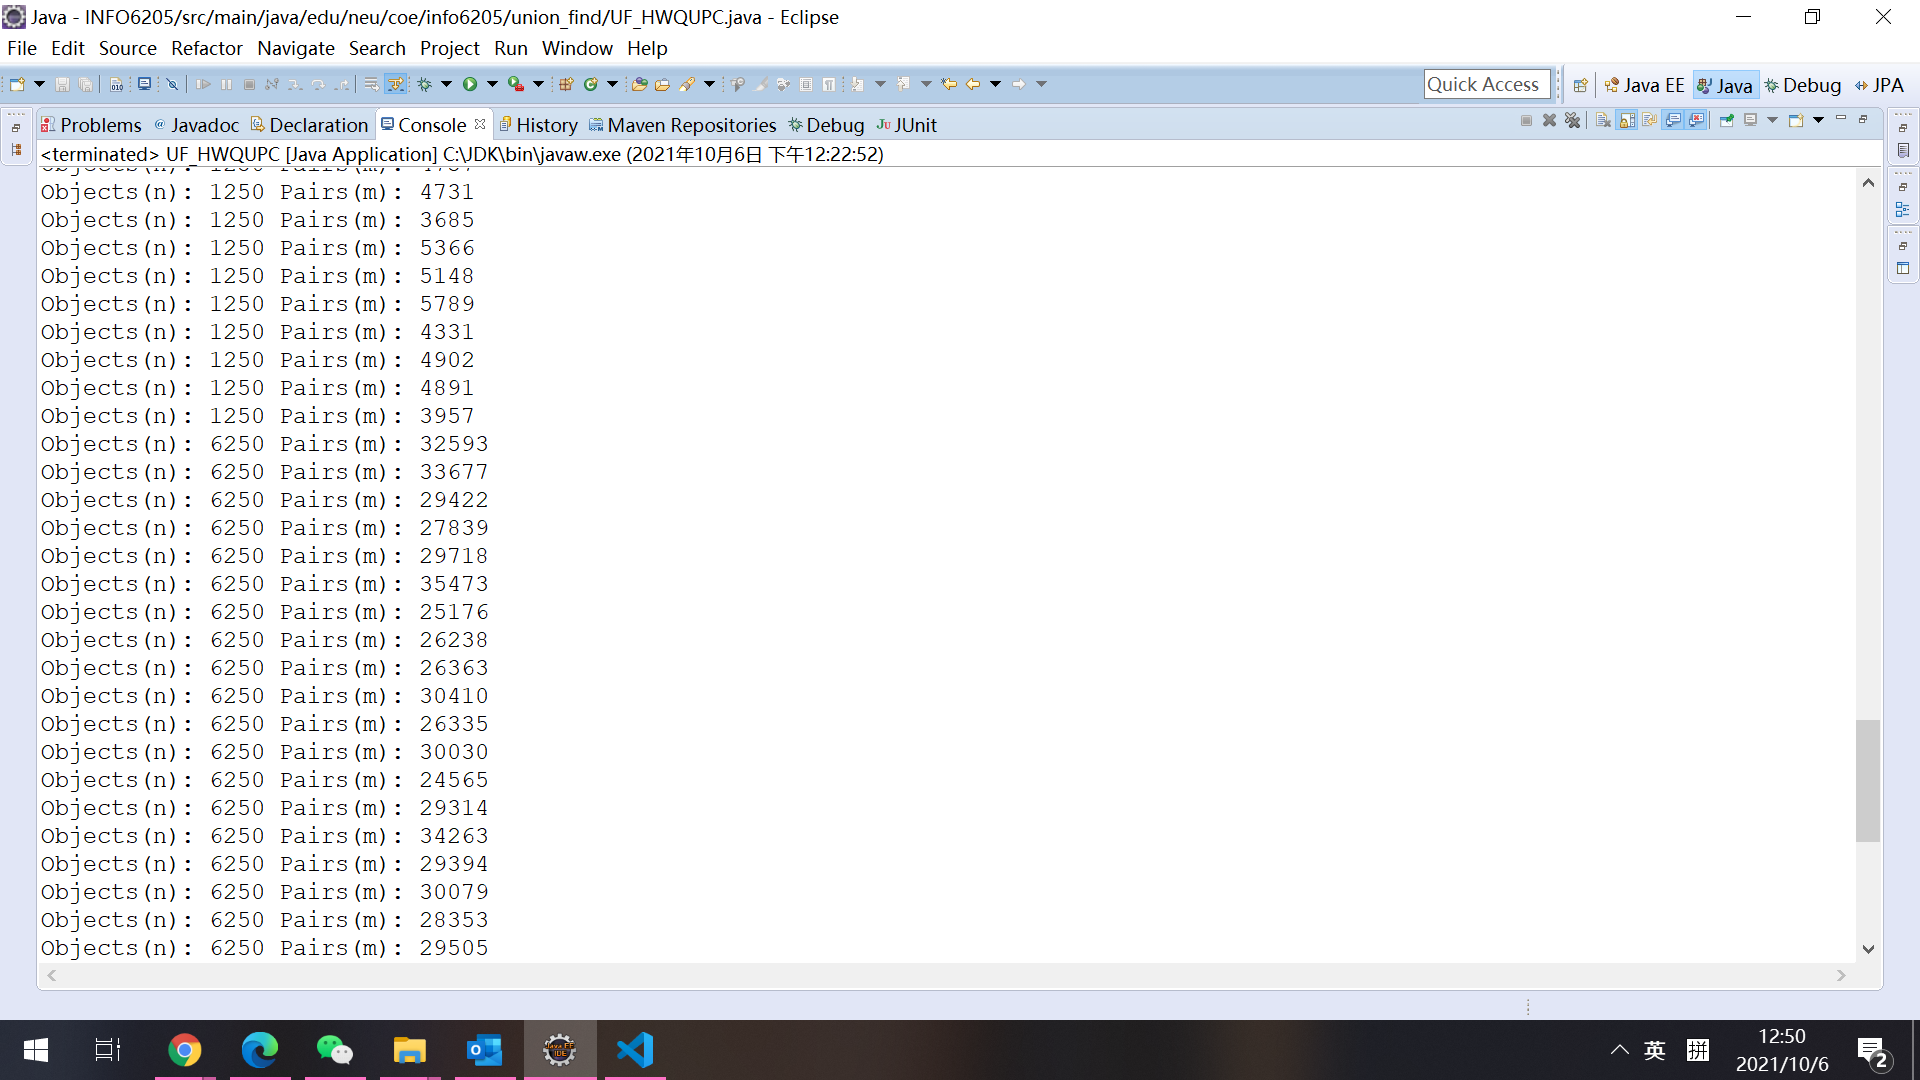 Java - INFO6205/src/main/java/edu/neu/coe/info6205/union_find/UF_HWQUPC.java - Eclipse
File Edit Source Refactor Navigate Search Project Run Window Help
Quick Access Java EE Java Debug JPA
Problems Javadoc Declaration Console History Maven Repositories Debug JUnit
<terminated> UF_HWQUPC [Java Application] C:\JDK\bin\javaw.exe (2021年10月6日 下午12:22:52)
Objects(n): 1250 Pairs(m): 4731
Objects(n): 1250 Pairs(m): 3685
Objects(n): 1250 Pairs(m): 5366
Objects(n): 1250 Pairs(m): 5148
Objects(n): 1250 Pairs(m): 5789
Objects(n): 1250 Pairs(m): 4331
Objects(n): 1250 Pairs(m): 4902
Objects(n): 1250 Pairs(m): 4891
Objects(n): 1250 Pairs(m): 3957
Objects(n): 6250 Pairs(m): 32593
Objects(n): 6250 Pairs(m): 33677
Objects(n): 6250 Pairs(m): 29422
Objects(n): 6250 Pairs(m): 27839
Objects(n): 6250 Pairs(m): 29718
Objects(n): 6250 Pairs(m): 35473
Objects(n): 6250 Pairs(m): 25176
Objects(n): 6250 Pairs(m): 26238
Objects(n): 6250 Pairs(m): 26363
Objects(n): 6250 Pairs(m): 30410
Objects(n): 6250 Pairs(m): 26335
Objects(n): 6250 Pairs(m): 30030
Objects(n): 6250 Pairs(m): 24565
Objects(n): 6250 Pairs(m): 29314
Objects(n): 6250 Pairs(m): 34263
Objects(n): 6250 Pairs(m): 29394
Objects(n): 6250 Pairs(m): 30079
Objects(n): 6250 Pairs(m): 28353
Objects(n): 6250 Pairs(m): 29505
英 拼 12:50
2021/10/6 2